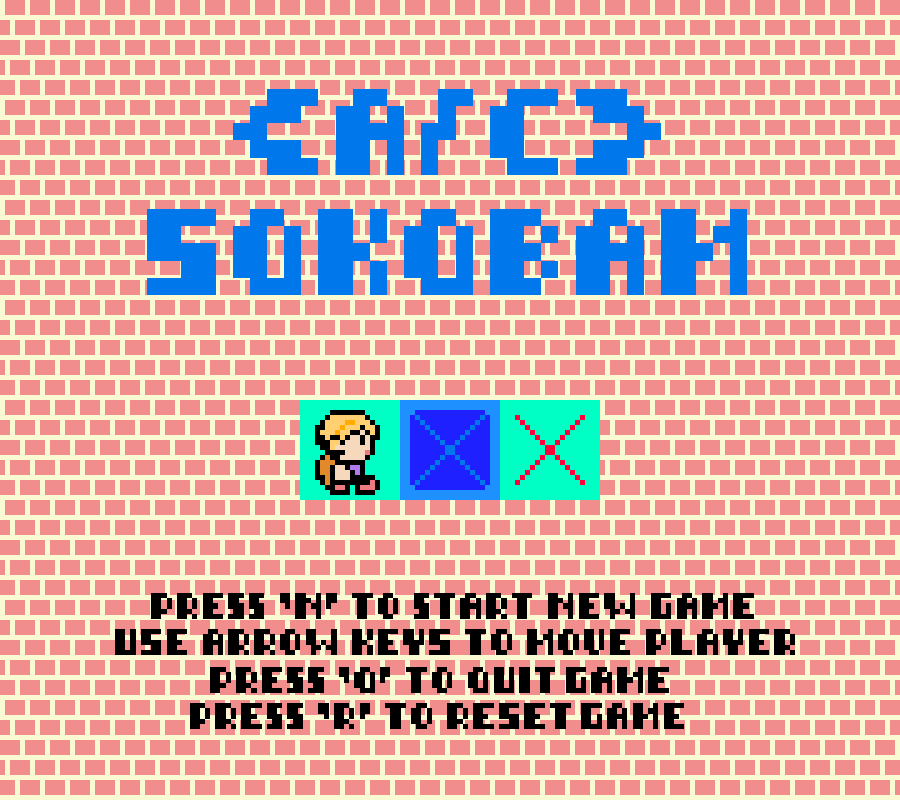 <A/C>
SOKOBAN
PRESS 'N' TO START NEW GAME
USE ARROW KEYS TO MOVE PLAYER
PRESS 'Q' TO QUIT GAME
PRESS 'R' TO RESET GAME